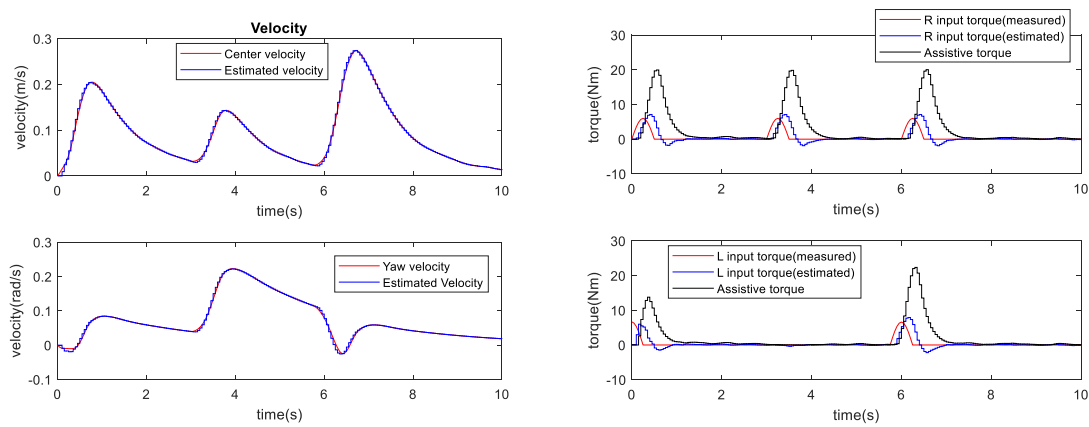 Velocity
0.3
0.2
0.1
0
velocity(m/s)
Center velocity
Estimated velocity
0 2 4 6 8 10
time(s)
0.3
0.2
0.1
0
-0.1
velocity(rad/s)
Yaw velocity
Estimated Velocity
0 2 4 6 8 10
time(s)
R input torque(measured)
R input torque(estimated)
Assistive torque
30
20
10
0
-10
torque(Nm)
0 2 4 6 8 10
time(s)
30
20
10
0
-10
torque(Nm)
L input torque(measured)
L input torque(estimated)
Assistive torque
0 2 4 6 8 10
time(s)